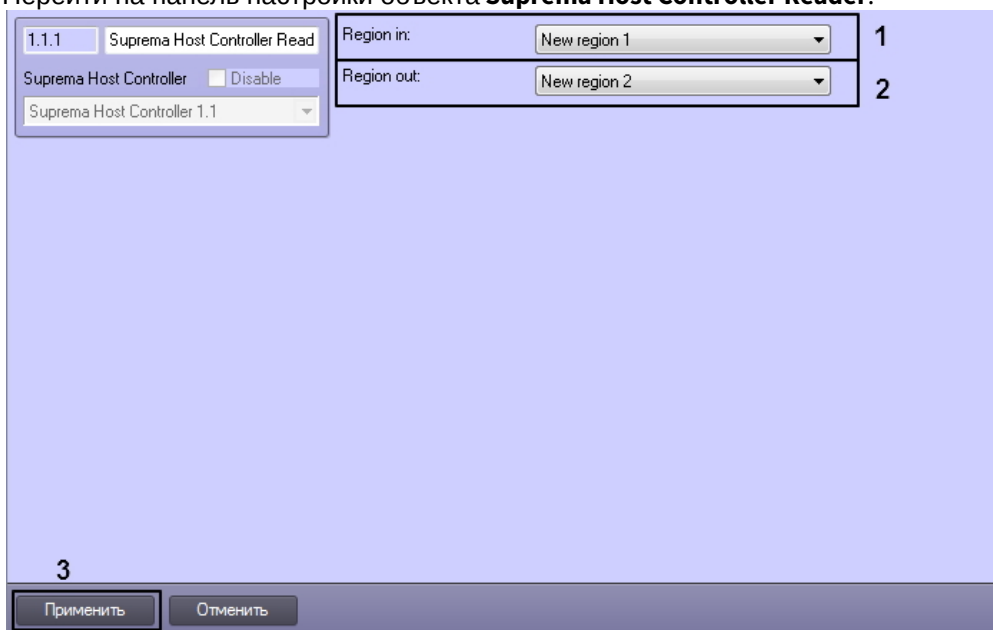 Перейти на панель настройки объекта Suprema Host Controller Reader.
1.1.1 Suprema Host Controller Read
Region in: New region 1 1
Suprema Host Controller Disable
Region out: New region 2 2
Suprema Host Controller 1.1
3
Применить Отменить